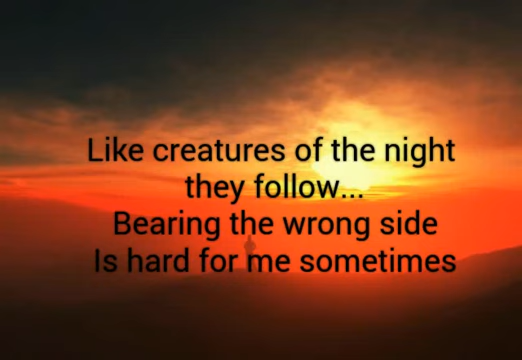 Like creatures of the night
they follow...
Bearing the wrong side
Is hard for me sometimes